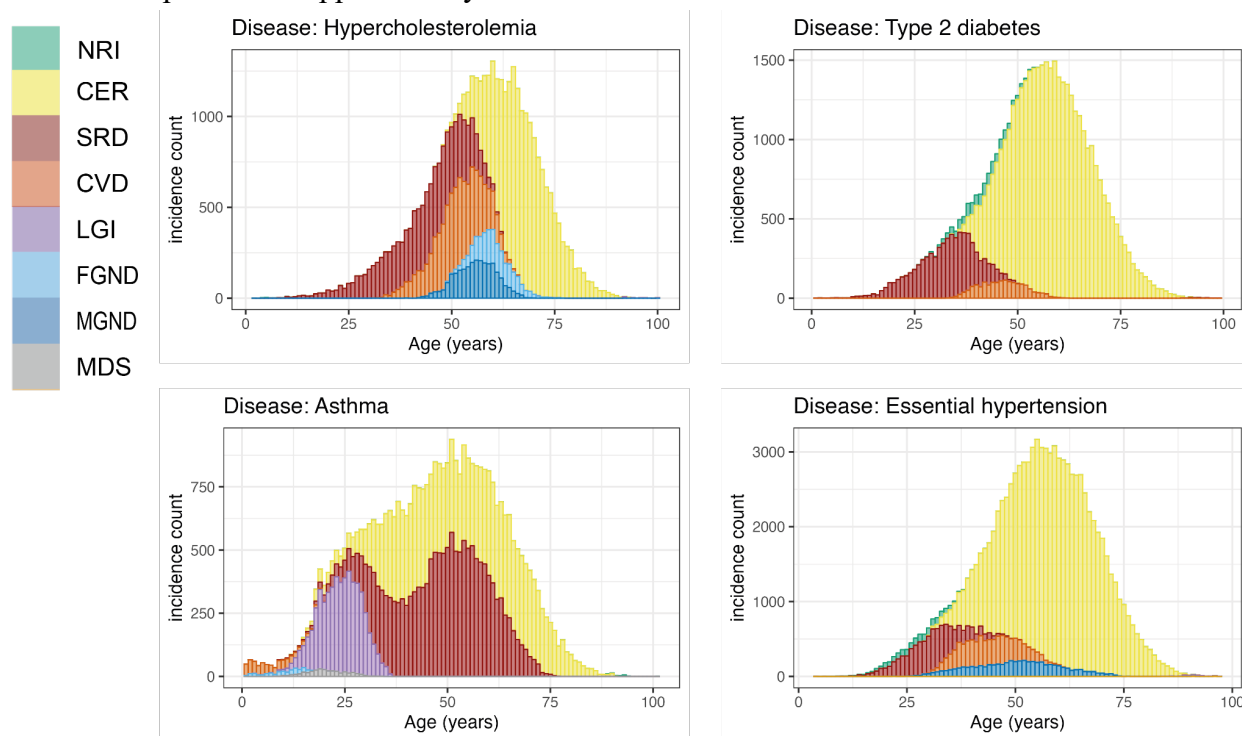 NRI
CER
SRD
CVD
LGI
FGND
MGND
MDS
Disease: Hypercholesterolemia
incidence count
1000
500
0
0 25 50 75 100
Age (years)
Disease: Type 2 diabetes
incidence count
1500
1000
500
0
0 25 50 75 100
Age (years)
Disease: Asthma
incidence count
750
500
250
0
0 25 50 75 100
Age (years)
Disease: Essential hypertension
incidence count
3000
2000
1000
0
0 25 50 75 100
Age (years)